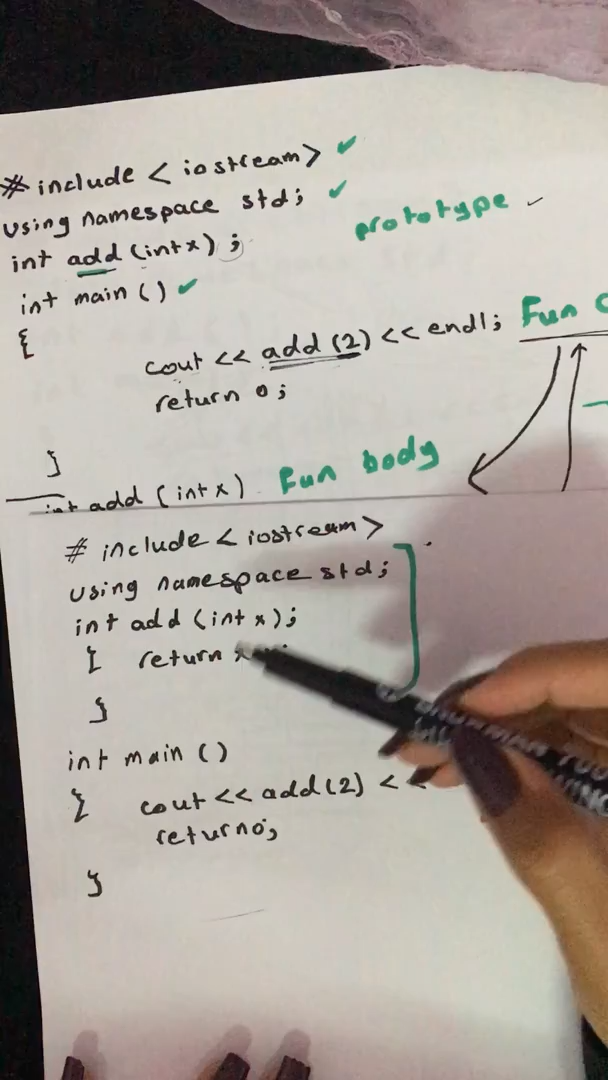 # include < iostream>
using namespace std;
prototype
int add (int x) ;
int main ()
{
cout << add (2) << endl; Fun
return 0;
}
int add (int x) Fun body
# include < iostream>
using namespace std;
int add (int x);
{ return
}
int main ()
{ cout << add (2) <<
return 0;
}